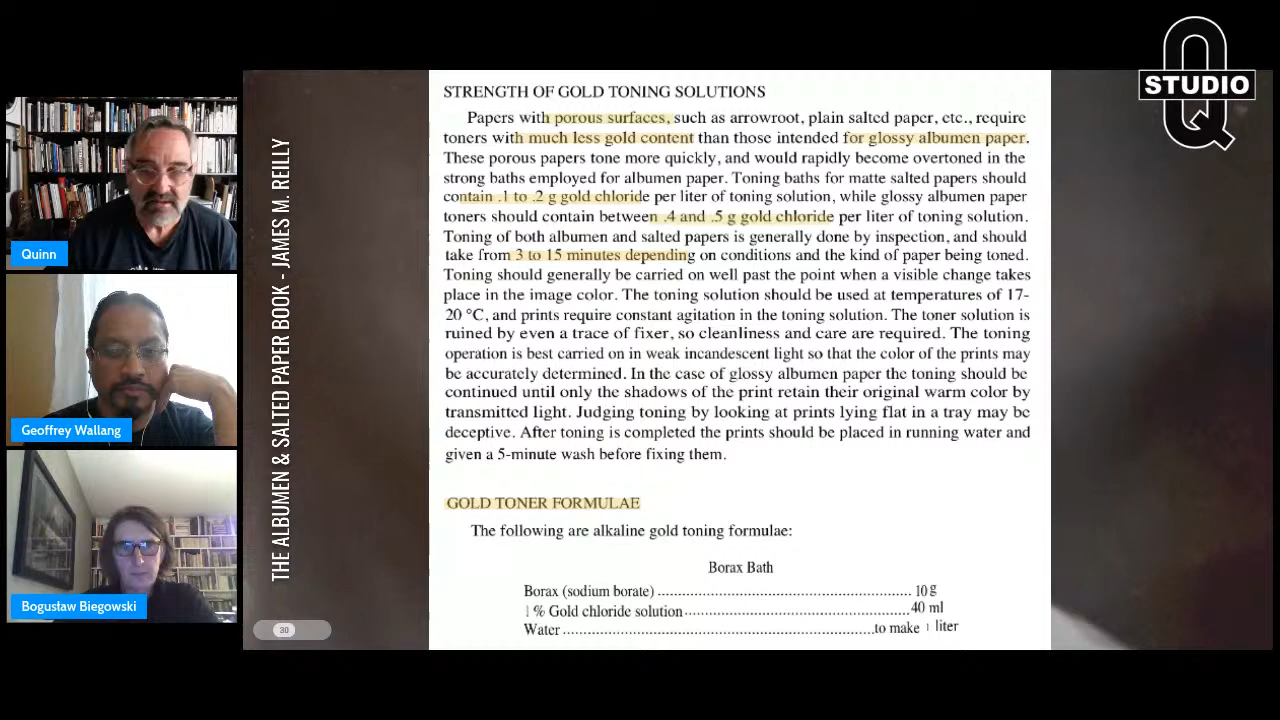 Q
STUDIO
Quinn
Geoffrey Wallang
Bogusław Biegowski
THE ALBUMEN & SALTED PAPER BOOK - JAMES M. REILLY
30
STRENGTH OF GOLD TONING SOLUTIONS
Papers with porous surfaces, such as arrowroot, plain salted paper, etc., require
toners with much less gold content than those intended for glossy albumen paper.
These porous papers tone more quickly, and would rapidly become overtoned in the
strong baths employed for albumen paper. Toning baths for matte salted papers should
contain .1 to .2 g gold chloride per liter of toning solution, while glossy albumen paper
toners should contain between .4 and .5 g gold chloride per liter of toning solution.
Toning of both albumen and salted papers is generally done by inspection, and should
take from 3 to 15 minutes depending on conditions and the kind of paper being toned.
Toning should generally be carried on well past the point when a visible change takes
place in the image color. The toning solution should be used at temperatures of 17-
20 °C, and prints require constant agitation in the toning solution. The toner solution is
ruined by even a trace of fixer, so cleanliness and care are required. The toning
operation is best carried on in weak incandescent light so that the color of the prints may
be accurately determined. In the case of glossy albumen paper the toning should be
continued until only the shadows of the print retain their original warm color by
transmitted light. Judging toning by looking at prints lying flat in a tray may be
deceptive. After toning is completed the prints should be placed in running water and
given a 5-minute wash before fixing them.
GOLD TONER FORMULAE
The following are alkaline gold toning formulae:
Borax Bath
Borax (sodium borate) ........................................................ 10 g
1 % Gold chloride solution.................................................. 40 ml
Water ........................................................................to make 1 liter